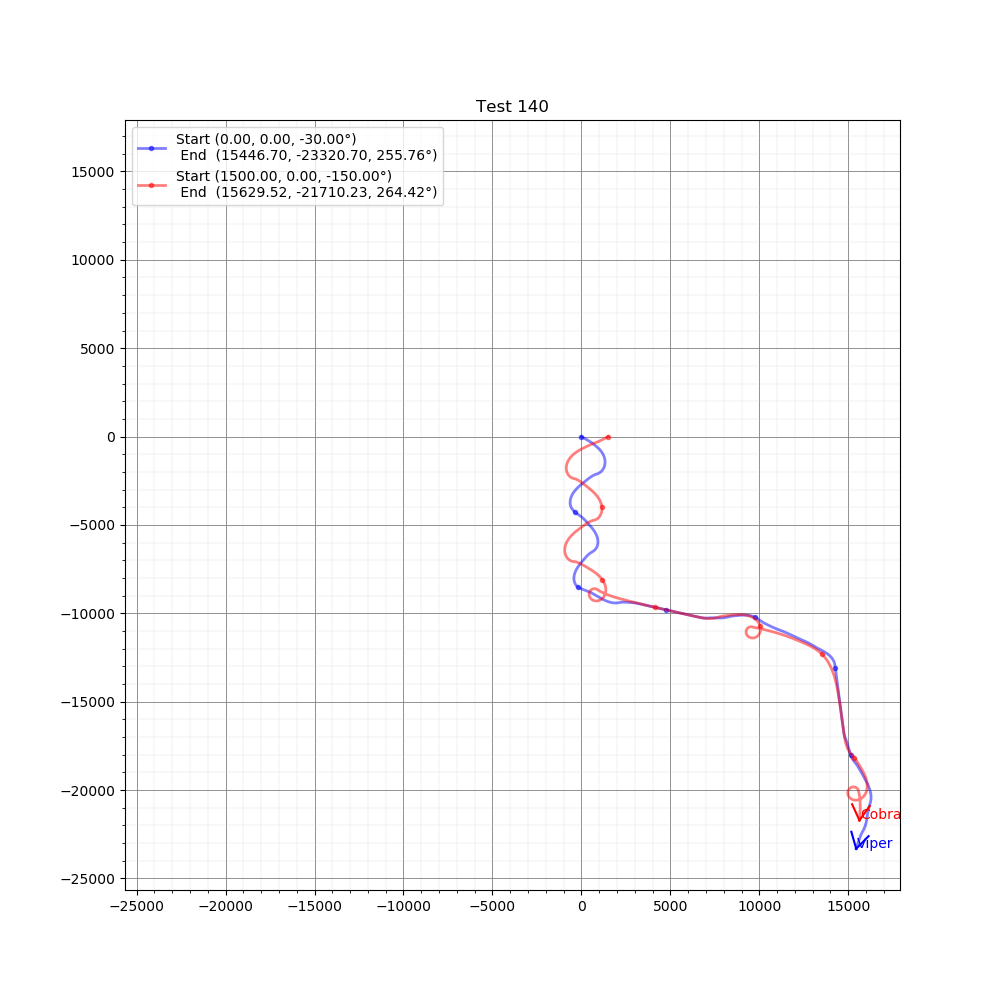 Test 140
Start (0.00, 0.00, -30.00°)
End (15446.70, -23320.70, 255.76°)
Start (1500.00, 0.00, -150.00°)
End (15629.52, -21710.23, 264.42°)
15000
10000
5000
0
−5000
−10000
−15000
−20000
−25000
Cobra
Viper
−25000 −20000 −15000 −10000 −5000 0 5000 10000 15000